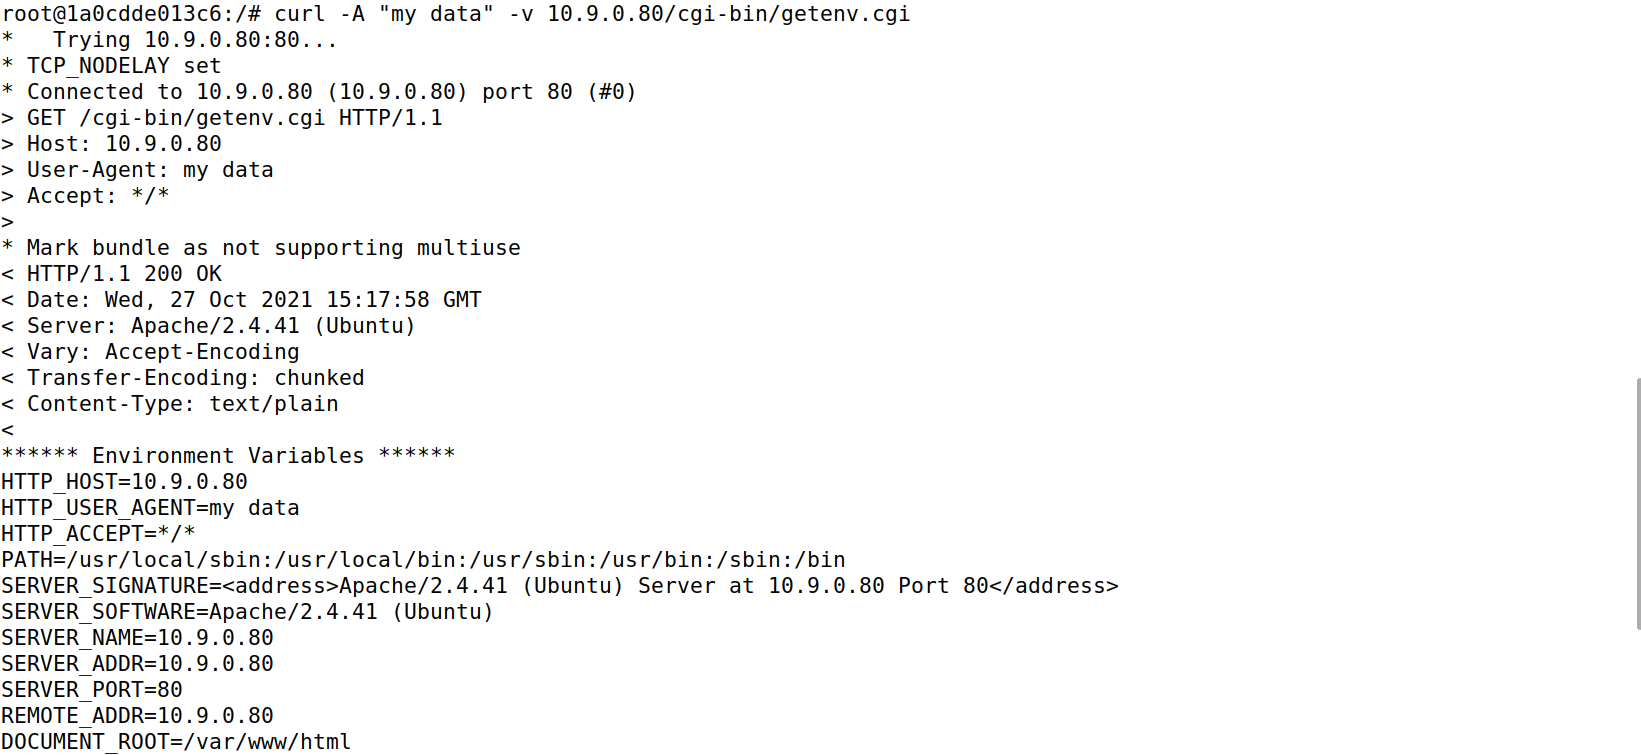 root@1a0cdde013c6:/# curl -A "my data" -v 10.9.0.80/cgi-bin/getenv.cgi
*   Trying 10.9.0.80:80...
* TCP_NODELAY set
* Connected to 10.9.0.80 (10.9.0.80) port 80 (#0)
> GET /cgi-bin/getenv.cgi HTTP/1.1
> Host: 10.9.0.80
> User-Agent: my data
> Accept: */*
>
* Mark bundle as not supporting multiuse
< HTTP/1.1 200 OK
< Date: Wed, 27 Oct 2021 15:17:58 GMT
< Server: Apache/2.4.41 (Ubuntu)
< Vary: Accept-Encoding
< Transfer-Encoding: chunked
< Content-Type: text/plain
<
****** Environment Variables ******
HTTP_HOST=10.9.0.80
HTTP_USER_AGENT=my data
HTTP_ACCEPT=*/*
PATH=/usr/local/sbin:/usr/local/bin:/usr/sbin:/usr/bin:/sbin:/bin
SERVER_SIGNATURE=<address>Apache/2.4.41 (Ubuntu) Server at 10.9.0.80 Port 80</address>
SERVER_SOFTWARE=Apache/2.4.41 (Ubuntu)
SERVER_NAME=10.9.0.80
SERVER_ADDR=10.9.0.80
SERVER_PORT=80
REMOTE_ADDR=10.9.0.80
DOCUMENT_ROOT=/var/www/html